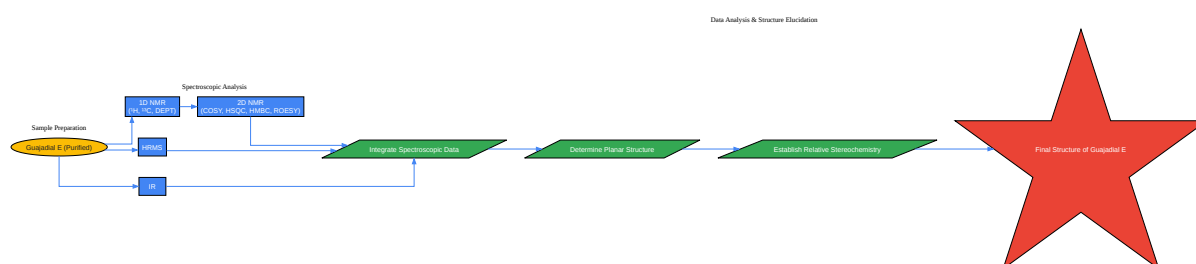 Data Analysis & Structure Elucidation
Spectroscopic Analysis
1D NMR
(¹H, ¹³C, DEPT)
2D NMR
(COSY, HSQC, HMBC, ROESY)
Sample Preparation
Guajadial E (Purified)
HRMS
IR
Integrate Spectroscopic Data
Determine Planar Structure
Establish Relative Stereochemistry
Final Structure of Guajadial E